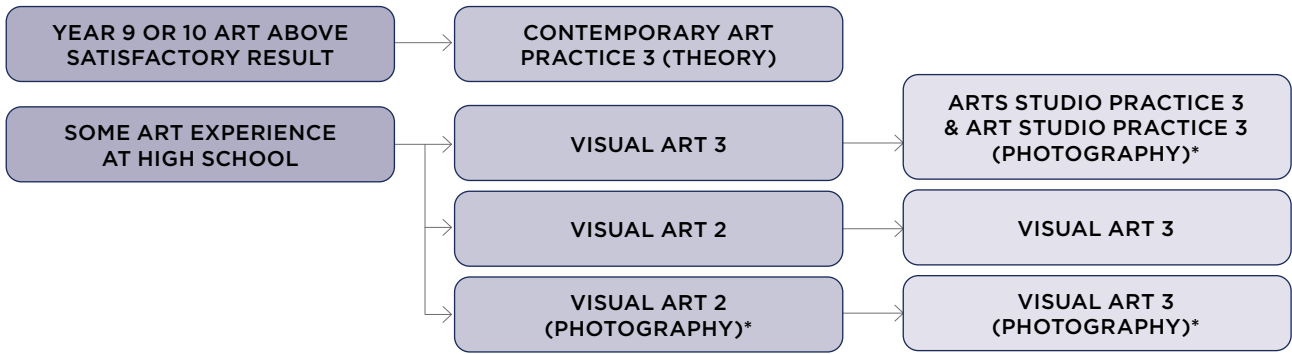 YEAR 9 OR 10 ART ABOVE
SATISFACTORY RESULT
CONTEMPORARY ART
PRACTICE 3 (THEORY)
SOME ART EXPERIENCE
AT HIGH SCHOOL
VISUAL ART 3
ARTS STUDIO PRACTICE 3
& ART STUDIO PRACTICE 3
(PHOTOGRAPHY)*
VISUAL ART 2
VISUAL ART 3
VISUAL ART 2
(PHOTOGRAPHY)*
VISUAL ART 3
(PHOTOGRAPHY)*